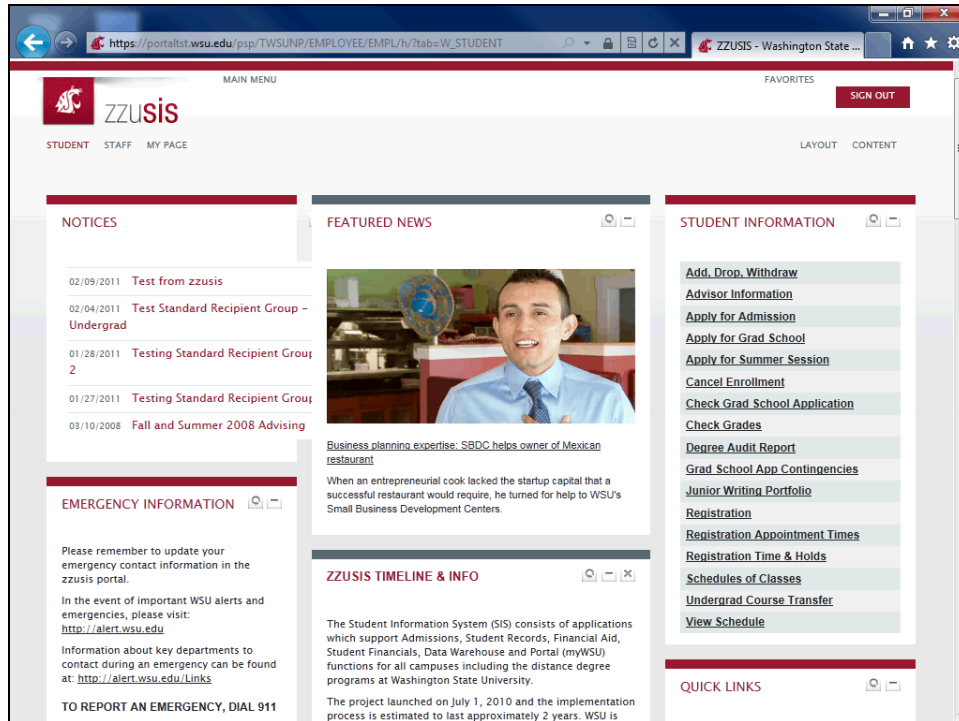 https://portaltst.wsu.edu/psp/TWSUNP/EMPLOYEE/EMPL/h/?tab=W_STUDENT
ZZUSIS - Washington State ...
MAIN MENU
FAVORITES
SIGN OUT
zzusis
STUDENT STAFF MY PAGE
LAYOUT CONTENT
NOTICES
02/09/2011 Test from zzusis
02/04/2011 Test Standard Recipient Group -
Undergrad
01/28/2011 Testing Standard Recipient Group
2
01/27/2011 Testing Standard Recipient Group
03/10/2008 Fall and Summer 2008 Advising
EMERGENCY INFORMATION
Please remember to update your
emergency contact information in the
zzusis portal.
In the event of important WSU alerts and
emergencies, please visit:
http://alert.wsu.edu
Information about key departments to
contact during an emergency can be found
at: http://alert.wsu.edu/Links
TO REPORT AN EMERGENCY, DIAL 911
FEATURED NEWS
Business planning expertise: SBDC helps owner of Mexican
restaurant
When an entrepreneurial cook lacked the startup capital that a
successful restaurant would require, he turned for help to WSU's
Small Business Development Centers.
ZZUSIS TIMELINE & INFO
The Student Information System (SIS) consists of applications
which support Admissions, Student Records, Financial Aid,
Student Financials, Data Warehouse and Portal (myWSU)
functions for all campuses including the distance degree
programs at Washington State University.
The project launched on July 1, 2010 and the implementation
process is estimated to last approximately 2 years. WSU is
STUDENT INFORMATION
Add, Drop, Withdraw
Advisor Information
Apply for Admission
Apply for Grad School
Apply for Summer Session
Cancel Enrollment
Check Grad School Application
Check Grades
Degree Audit Report
Grad School App Contingencies
Junior Writing Portfolio
Registration
Registration Appointment Times
Registration Time & Holds
Schedules of Classes
Undergrad Course Transfer
View Schedule
QUICK LINKS